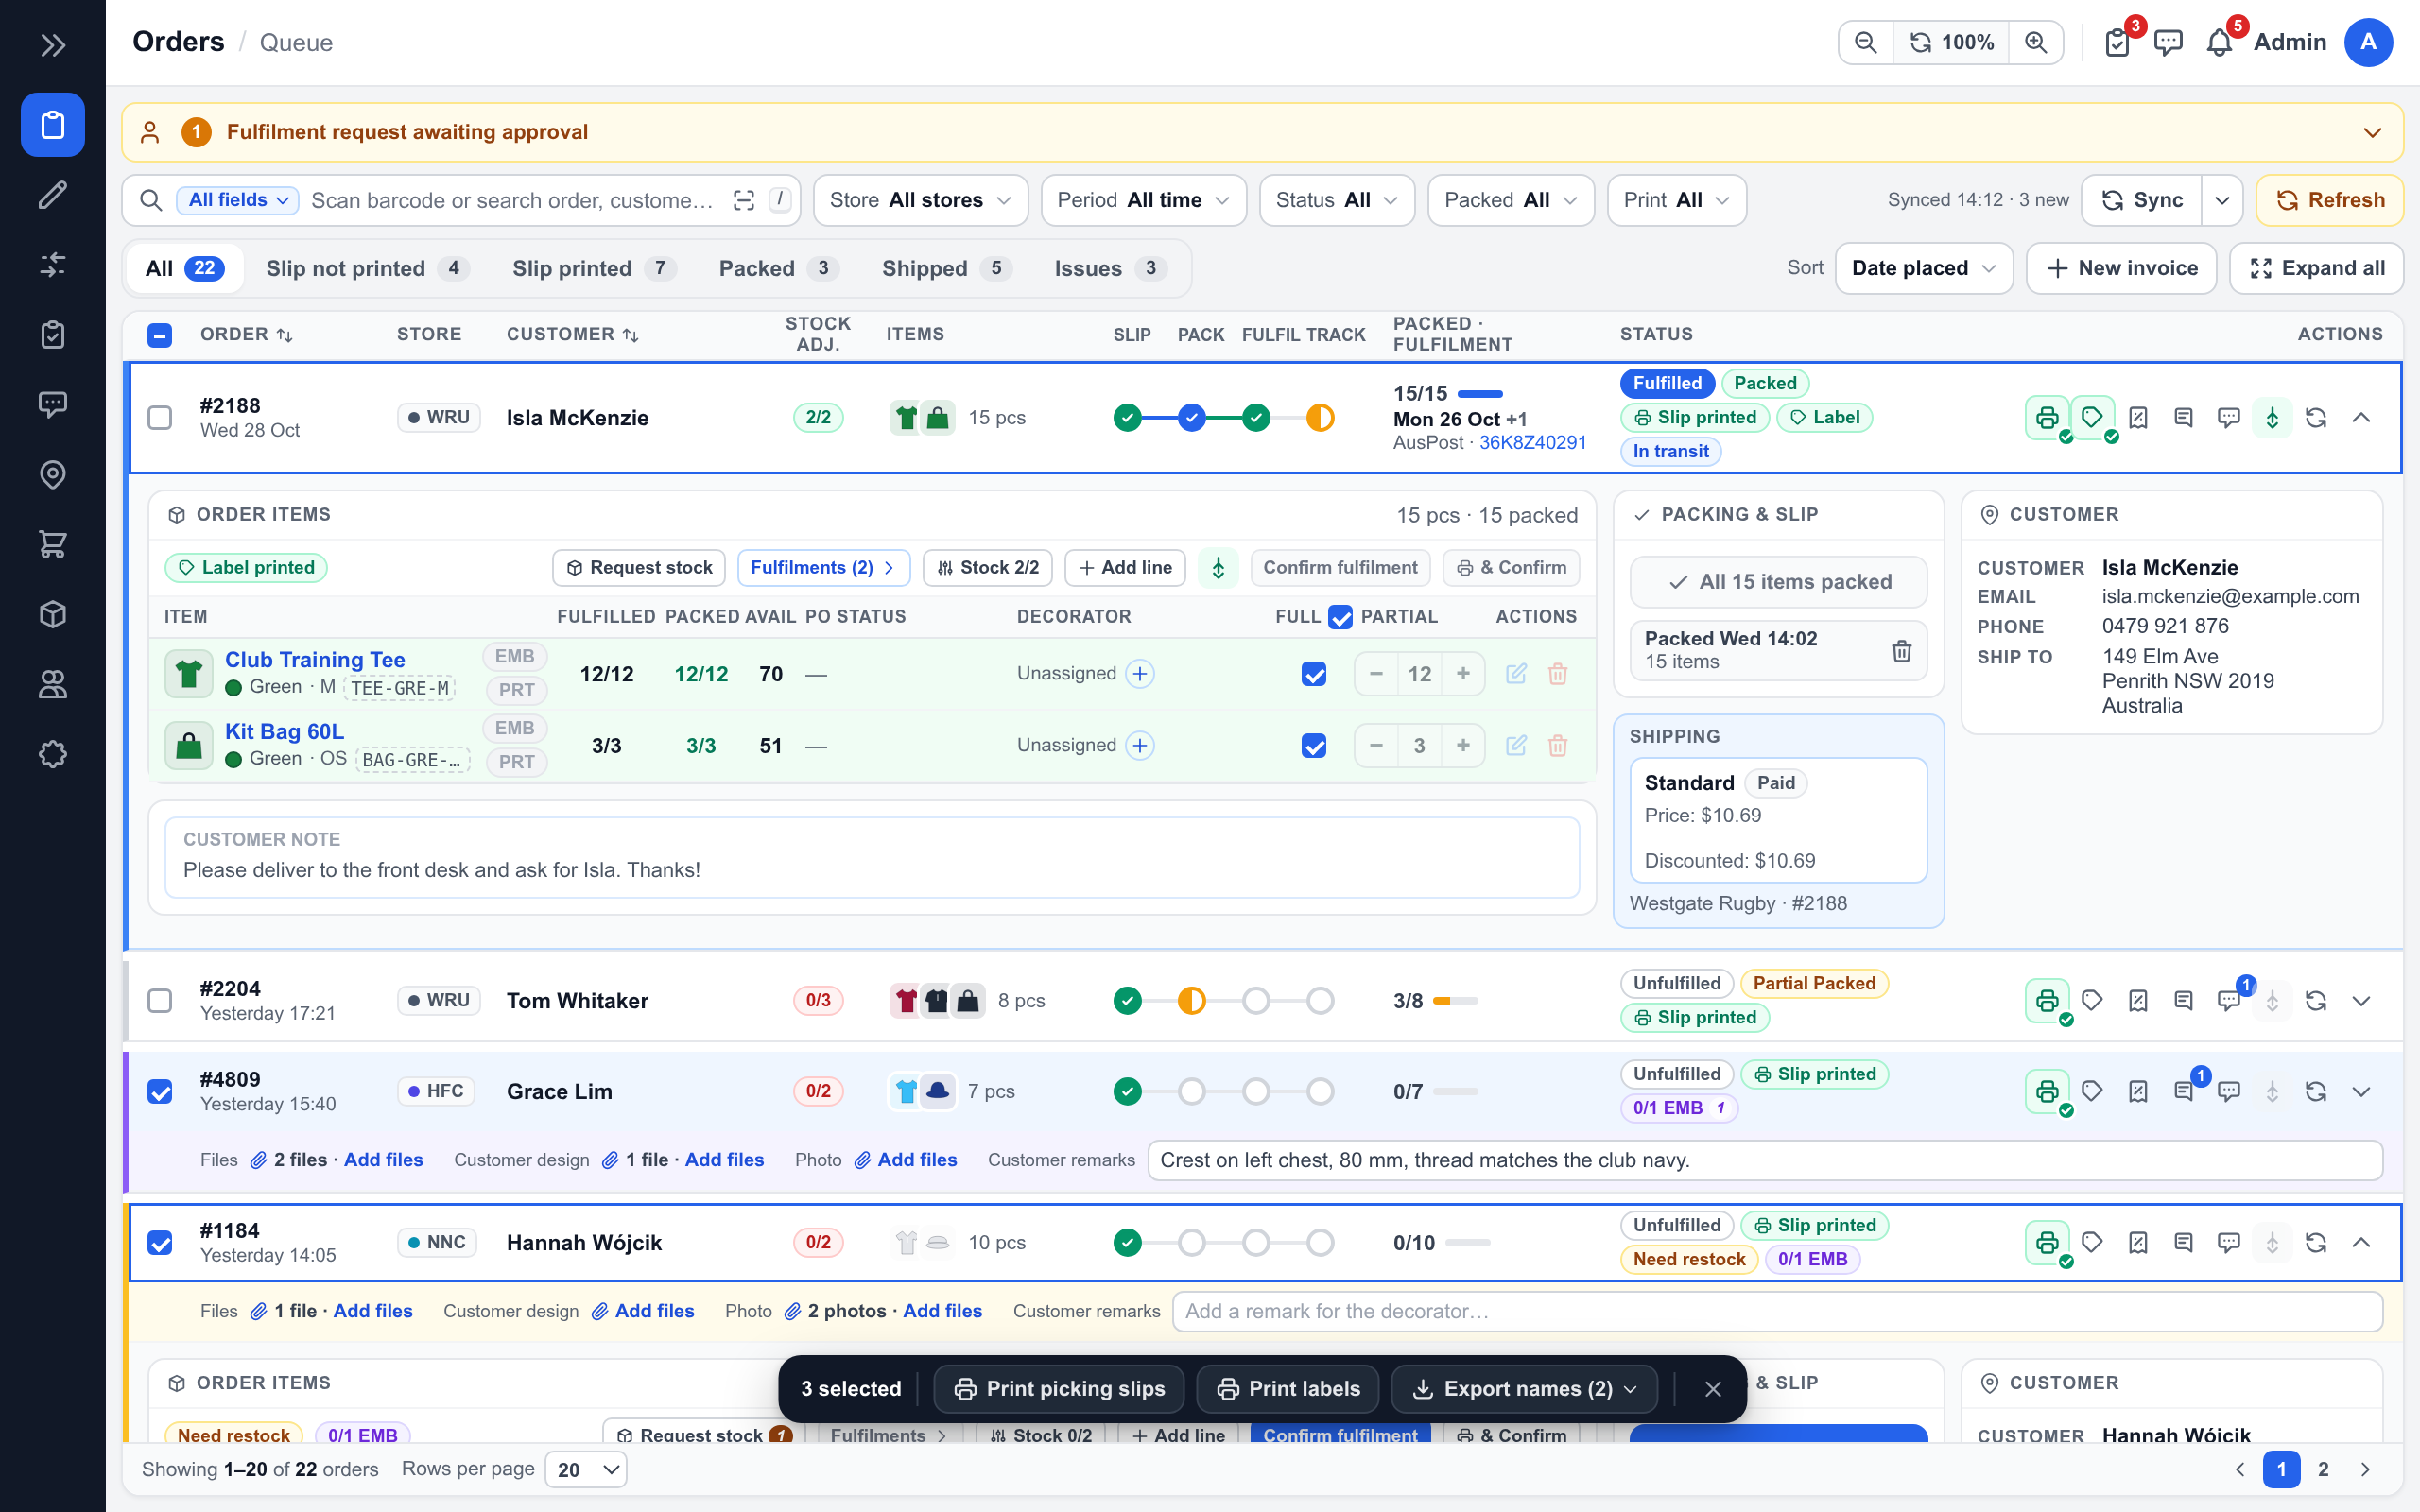 Orders / Queue
100%
3
5
Admin
A
1 Fulfilment request awaiting approval
All fields
Scan barcode or search order, custome…
/
Store All stores
Period All time
Status All
Packed All
Print All
Synced 14:12 · 3 new
Sync
Refresh
All 22
Slip not printed 4
Slip printed 7
Packed 3
Shipped 5
Issues 3
Sort
Date placed
New invoice
Expand all
ORDER STORE CUSTOMER STOCK ADJ. ITEMS SLIP PACK FULFIL TRACK PACKED · FULFILMENT STATUS ACTIONS
#2188
Wed 28 Oct
WRU
Isla McKenzie
2/2
15 pcs
15/15
Mon 26 Oct +1
AusPost · 36K8Z40291
Fulfilled Packed
Slip printed Label
In transit
ORDER ITEMS
15 pcs · 15 packed
Label printed
Request stock
Fulfilments (2)
Stock 2/2
Add line
Confirm fulfilment
& Confirm
ITEM FULFILLED PACKED AVAIL PO STATUS DECORATOR FULL PARTIAL ACTIONS
Club Training Tee
Green · M TEE-GRE-M
EMB
PRT
12/12 12/12 70 — Unassigned 12
Kit Bag 60L
Green · OS BAG-GRE-…
EMB
PRT
3/3 3/3 51 — Unassigned 3
CUSTOMER NOTE
Please deliver to the front desk and ask for Isla. Thanks!
PACKING & SLIP
All 15 items packed
Packed Wed 14:02
15 items
SHIPPING
Standard Paid
Price: $10.69
Discounted: $10.69
Westgate Rugby · #2188
CUSTOMER
CUSTOMER Isla McKenzie
EMAIL isla.mckenzie@example.com
PHONE 0479 921 876
SHIP TO 149 Elm Ave
Penrith NSW 2019
Australia
#2204
Yesterday 17:21
WRU
Tom Whitaker
0/3
8 pcs
3/8
Unfulfilled Partial Packed
Slip printed
1
#4809
Yesterday 15:40
HFC
Grace Lim
0/2
7 pcs
0/7
Unfulfilled Slip printed
0/1 EMB 1
1
Files 2 files · Add files Customer design 1 file · Add files Photo Add files Customer remarks Crest on left chest, 80 mm, thread matches the club navy.
#1184
Yesterday 14:05
NNC
Hannah Wójcik
0/2
10 pcs
0/10
Unfulfilled Slip printed
Need restock 0/1 EMB
Files 1 file · Add files Customer design Add files Photo 2 photos · Add files Customer remarks Add a remark for the decorator…
ORDER ITEMS
& SLIP
CUSTOMER
3 selected
Print picking slips
Print labels
Export names (2)
Need restock 0/1 EMB
Request stock 1
Fulfilments
Stock 0/2
Add line
Confirm fulfilment
& Confirm
CUSTOMER Hannah Wójcik
Showing 1–20 of 22 orders
Rows per page 20
1 2